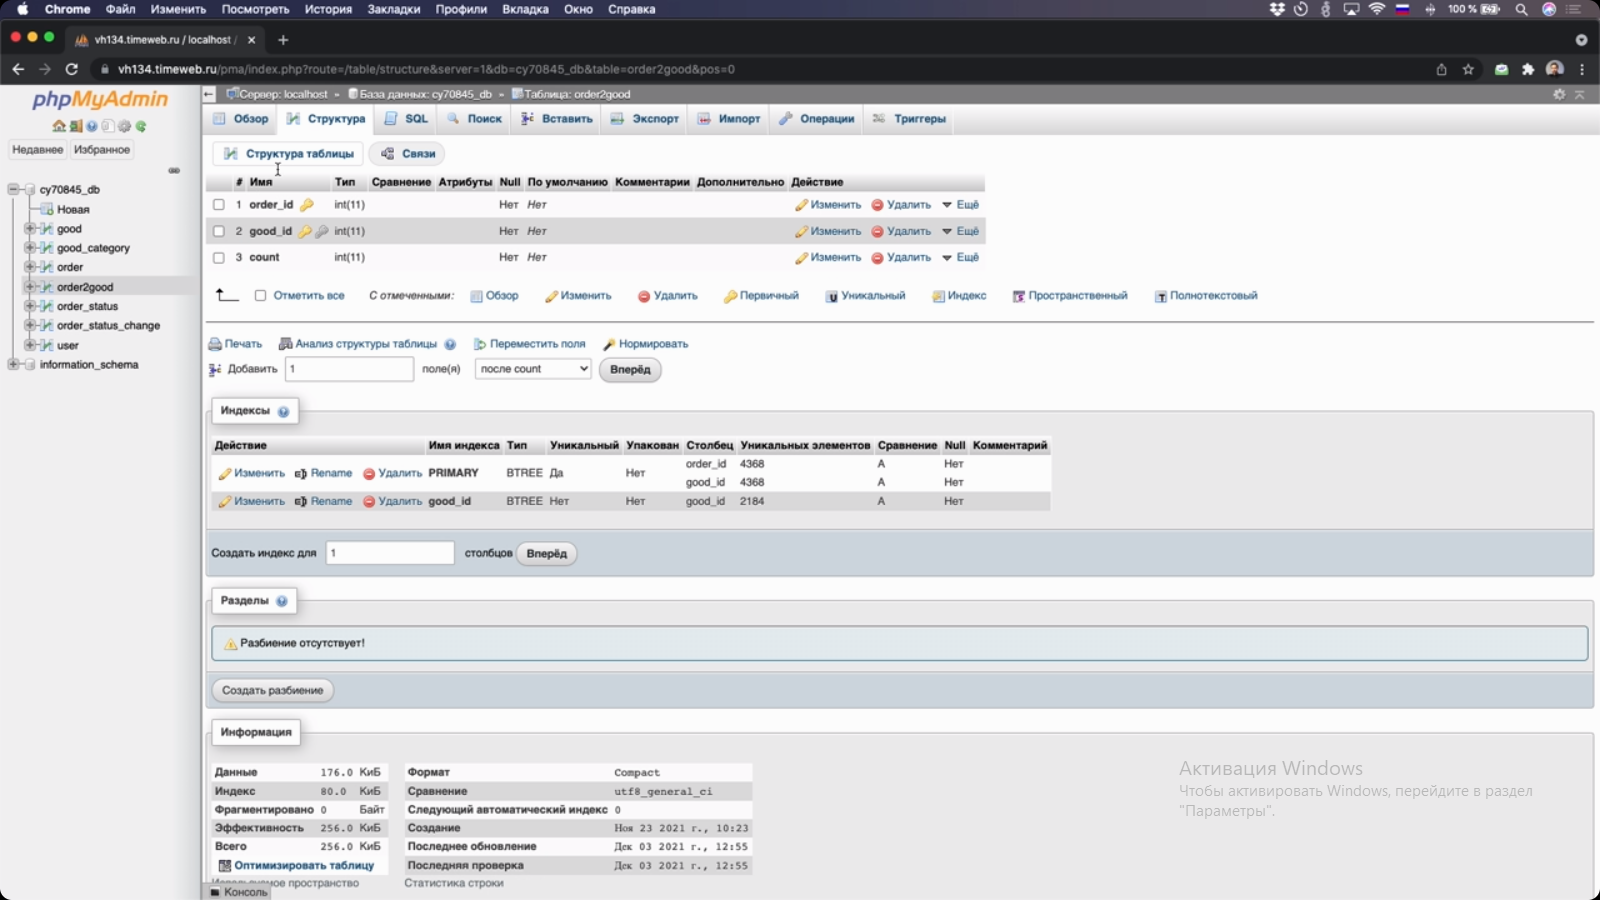 Chrome Файл Изменить Посмотреть История Закладки Профили Вкладка Окно Справка 100 %
vh134.timeweb.ru / localhost /
vh134.timeweb.ru/pma/index.php?route=/table/structure&server=1&db=cy70845_db&table=order2good&pos=0
phpMyAdmin
Недавнее Избранное
cy70845_db
Новая
good
good_category
order
order2good
order_status
order_status_change
user
information_schema
Сервер: localhost » База данных: cy70845_db » Таблица: order2good
Обзор Структура SQL Поиск Вставить Экспорт Импорт Операции Триггеры
Структура таблицы Связи
# Имя Тип Сравнение Атрибуты Null По умолчанию Комментарии Дополнительно Действие
1 order_id int(11) Нет Нет Изменить Удалить Ещё
2 good_id int(11) Нет Нет Изменить Удалить Ещё
3 count int(11) Нет Нет Изменить Удалить Ещё
Отметить все С отмеченными: Обзор Изменить Удалить Первичный Уникальный Индекс Пространственный Полнотекстовый
Печать Анализ структуры таблицы Переместить поля Нормировать
Добавить 1 поле(я) после count Вперёд
Индексы
Действие Имя индекса Тип Уникальный Упакован Столбец Уникальных элементов Сравнение Null Комментарий
Изменить Rename Удалить PRIMARY BTREE Да Нет order_id 4368 A Нет
good_id 4368 A Нет
Изменить Rename Удалить good_id BTREE Нет Нет good_id 2184 A Нет
Создать индекс для 1 столбцов Вперёд
Разделы
Разбиение отсутствует!
Создать разбиение
Информация
Данные 176.0 КиБ
Индекс 80.0 КиБ
Фрагментировано 0 Байт
Эффективность 256.0 КиБ
Всего 256.0 КиБ
Оптимизировать таблицу
Используемое пространство
Формат Compact
Сравнение utf8_general_ci
Следующий автоматический индекс 0
Создание Ноя 23 2021 г., 10:23
Последнее обновление Дек 03 2021 г., 12:55
Последняя проверка Дек 03 2021 г., 12:55
Статистика строки
Консоль
Активация Windows
Чтобы активировать Windows, перейдите в раздел
"Параметры".